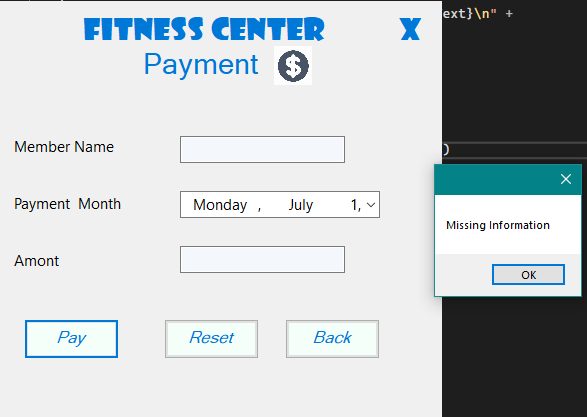 FITNESS CENTER X
ext}\n" +
Payment $
)
Member Name
Payment Month Monday , July 1,
Missing Information
Amont
OK
Pay Reset Back